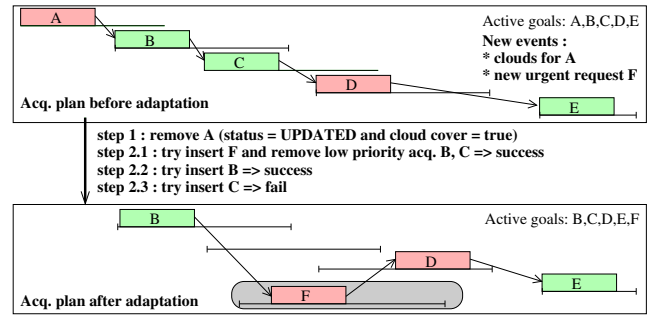 A
B
C
D
E
Active goals: A,B,C,D,E
New events :
* clouds for A
* new urgent request F
Acq. plan before adaptation
step 1 : remove A (status = UPDATED and cloud cover = true)
step 2.1 : try insert F and remove low priority acq. B, C => success
step 2.2 : try insert B => success
step 2.3 : try insert C => fail
B
Active goals: B,C,D,E,F
D
E
F
Acq. plan after adaptation